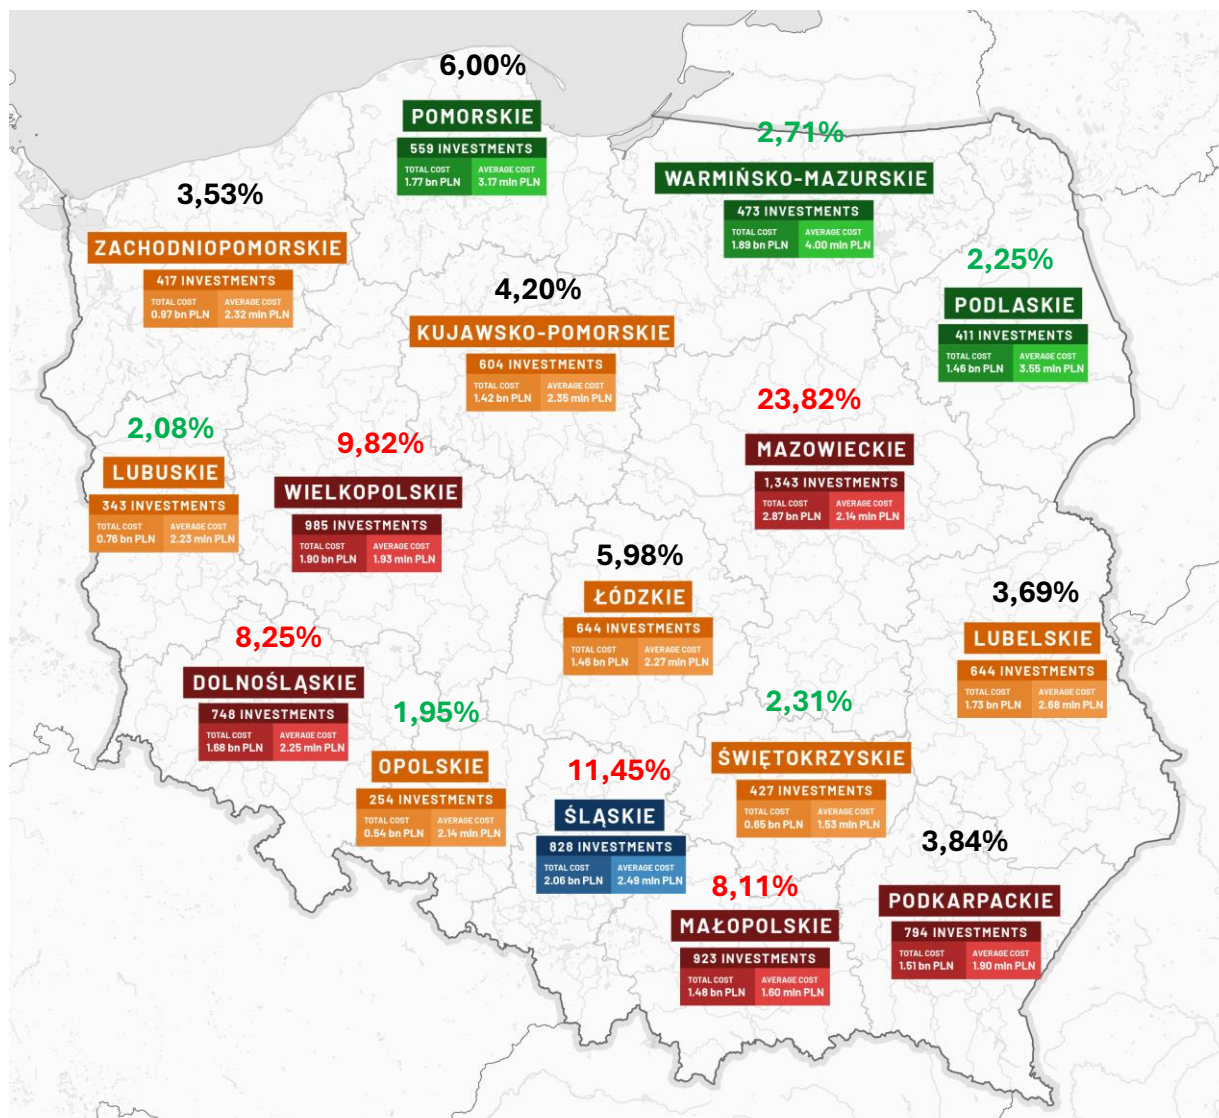 6,00%
POMORSKIE
559 INVESTMENTS
TOTAL COST AVERAGE COST
1.77 bn PLN 3.17 mln PLN
2,71%
WARMIŃSKO-MAZURSKIE
473 INVESTMENTS
TOTAL COST AVERAGE COST
1.89 bn PLN 4.00 mln PLN
3,53%
ZACHODNIOPOMORSKIE
417 INVESTMENTS
TOTAL COST AVERAGE COST
0.97 bn PLN 2.32 mln PLN
4,20%
KUJAWSKO-POMORSKIE
604 INVESTMENTS
TOTAL COST AVERAGE COST
1.42 bn PLN 2.35 mln PLN
2,25%
PODLASKIE
411 INVESTMENTS
TOTAL COST AVERAGE COST
1.46 bn PLN 3.55 mln PLN
2,08%
LUBUSKIE
343 INVESTMENTS
TOTAL COST AVERAGE COST
0.76 bn PLN 2.23 mln PLN
9,82%
WIELKOPOLSKIE
985 INVESTMENTS
TOTAL COST AVERAGE COST
1.90 bn PLN 1.93 mln PLN
23,82%
MAZOWIECKIE
1,343 INVESTMENTS
TOTAL COST AVERAGE COST
2.87 bn PLN 2.14 mln PLN
5,98%
ŁÓDZKIE
644 INVESTMENTS
TOTAL COST AVERAGE COST
1.46 bn PLN 2.27 mln PLN
3,69%
LUBELSKIE
644 INVESTMENTS
TOTAL COST AVERAGE COST
1.73 bn PLN 2.68 mln PLN
8,25%
DOLNOŚLĄSKIE
748 INVESTMENTS
TOTAL COST AVERAGE COST
1.68 bn PLN 2.25 mln PLN
1,95%
OPOLSKIE
254 INVESTMENTS
TOTAL COST AVERAGE COST
0.54 bn PLN 2.14 mln PLN
11,45%
ŚLĄSKIE
828 INVESTMENTS
TOTAL COST AVERAGE COST
2.06 bn PLN 2.49 mln PLN
2,31%
ŚWIĘTOKRZYSKIE
427 INVESTMENTS
TOTAL COST AVERAGE COST
0.65 bn PLN 1.53 mln PLN
8,11%
MAŁOPOLSKIE
923 INVESTMENTS
TOTAL COST AVERAGE COST
1.48 bn PLN 1.60 mln PLN
3,84%
PODKARPACKIE
794 INVESTMENTS
TOTAL COST AVERAGE COST
1.51 bn PLN 1.90 mln PLN